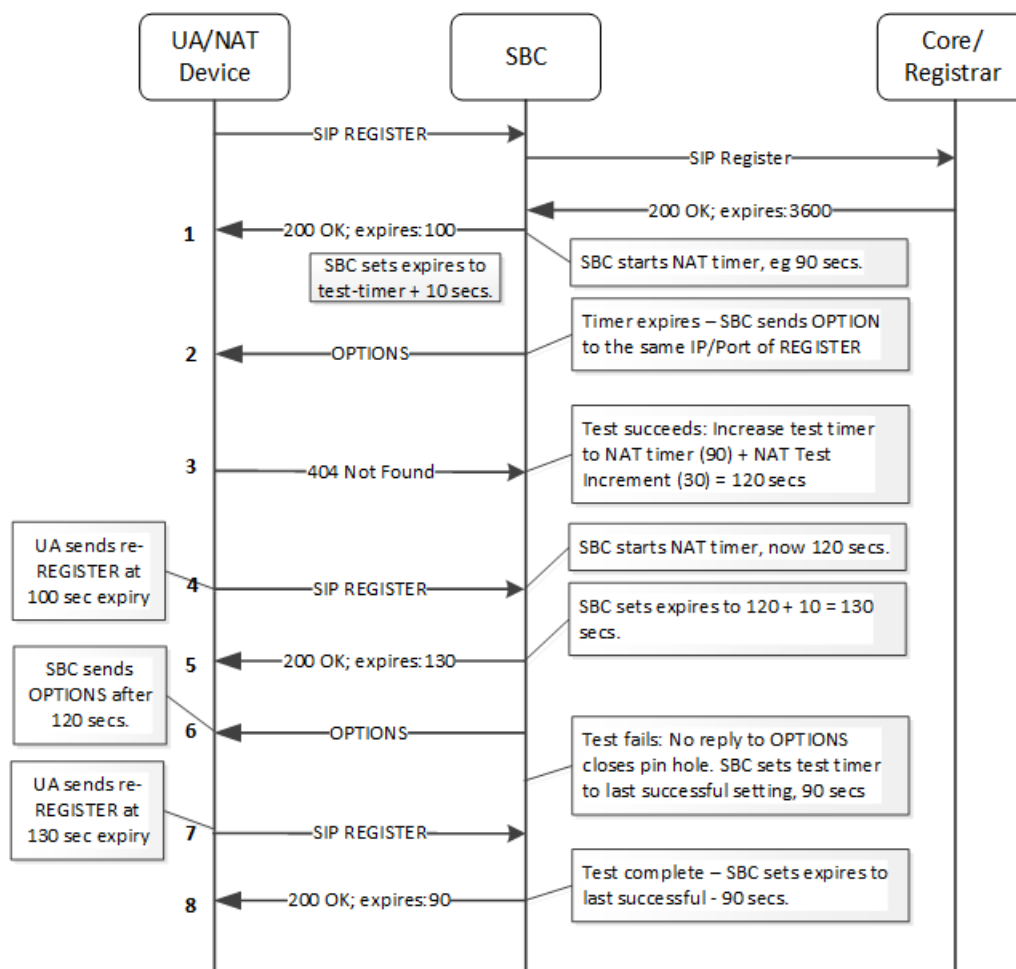 UA/NAT
Device
SBC
Core/
Registrar
SIP REGISTER
SIP Register
200 OK; expires:3600
1
200 OK; expires:100
SBC sets expires to
test-timer + 10 secs.
SBC starts NAT timer, eg 90 secs.
Timer expires – SBC sends OPTION
to the same IP/Port of REGISTER
2
OPTIONS
Test succeeds: Increase test timer
to NAT timer (90) + NAT Test
Increment (30) = 120 secs
3
404 Not Found
UA sends re-
REGISTER at
100 sec expiry
SBC starts NAT timer, now 120 secs.
4
SIP REGISTER
SBC sets expires to 120 + 10 = 130
secs.
5
200 OK; expires:130
SBC sends
OPTIONS after
120 secs.
6
OPTIONS
Test fails: No reply to OPTIONS
closes pin hole. SBC sets test timer
to last successful setting, 90 secs
UA sends re-
REGISTER at
130 sec expiry
7
SIP REGISTER
Test complete – SBC sets expires to
last successful - 90 secs.
8
200 OK; expires:90